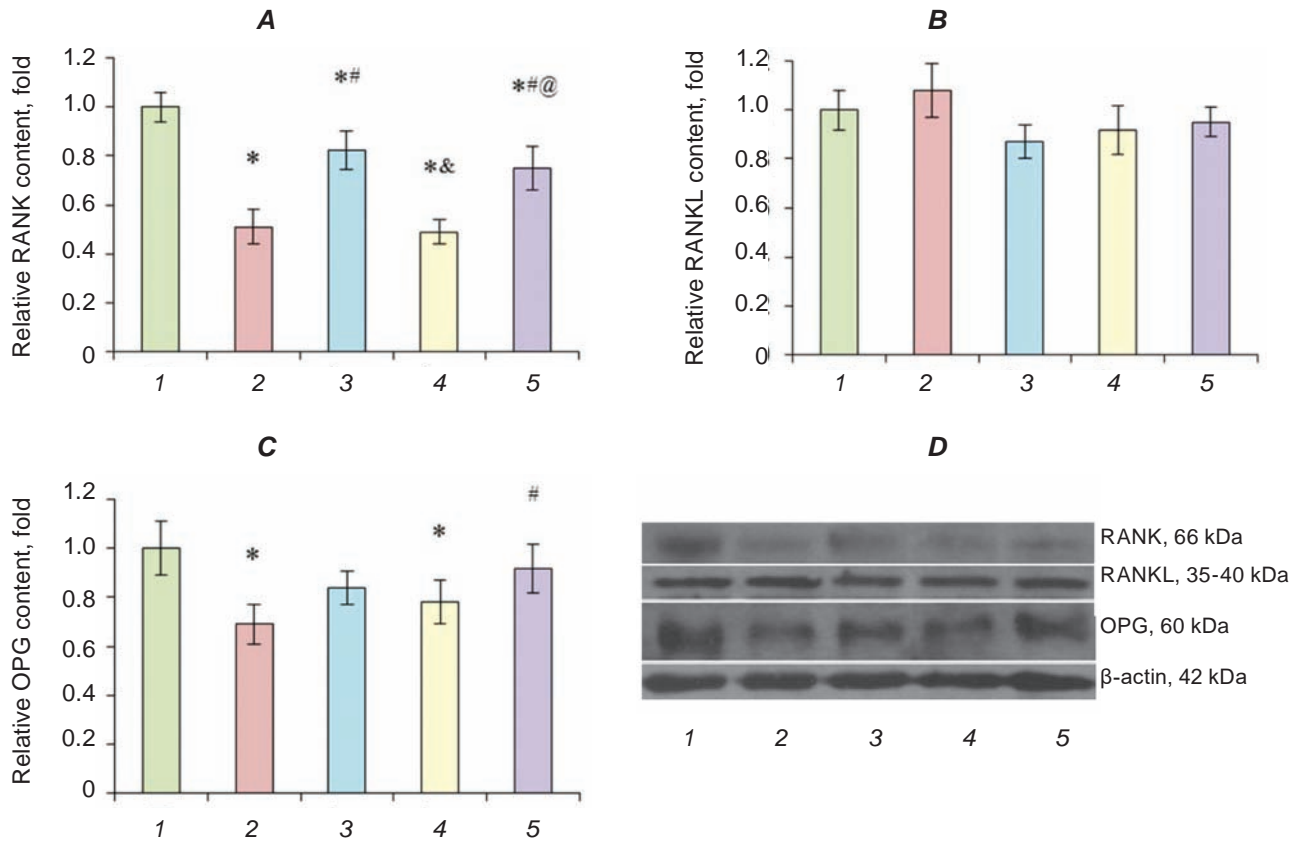 A
Relative RANK content, fold
1.2
1.0
0.8
0.6
0.4
0.2
0
*
*#
*&
*#@
1 2 3 4 5
B
Relative RANKL content, fold
1.2
1.0
0.8
0.6
0.4
0.2
0
1 2 3 4 5
C
Relative OPG content, fold
1.2
1.0
0.8
0.6
0.4
0.2
0
*
*
#
1 2 3 4 5
D
RANK, 66 kDa
RANKL, 35-40 kDa
OPG, 60 kDa
β-actin, 42 kDa
1 2 3 4 5